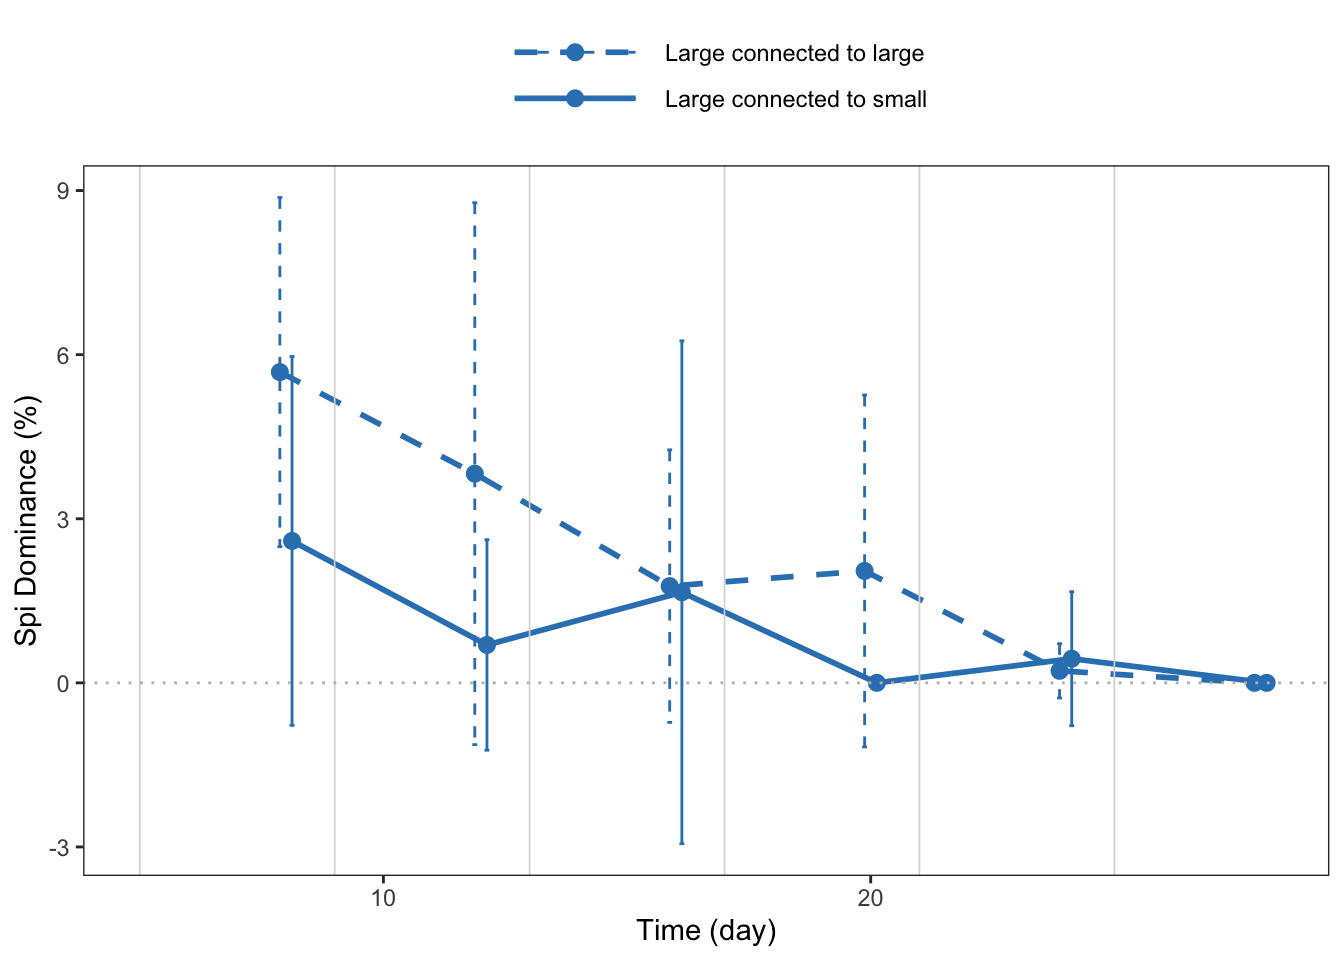 Large connected to large
Large connected to small
9
6
3
0
-3
Spi Dominance (%)
10
20
Time (day)